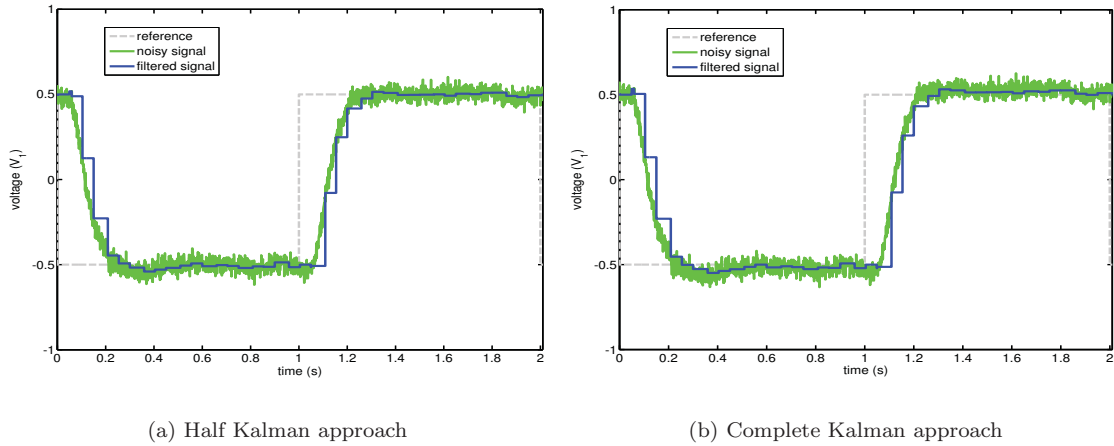 1
reference
noisy signal
filtered signal
0.5
voltage (V1)
0
-0.5
-1
0 0.2 0.4 0.6 0.8 1 1.2 1.4 1.6 1.8 2
time (s)
(a) Half Kalman approach
1
reference
noisy signal
filtered signal
0.5
voltage (V1)
0
-0.5
-1
0 0.2 0.4 0.6 0.8 1 1.2 1.4 1.6 1.8 2
time (s)
(b) Complete Kalman approach